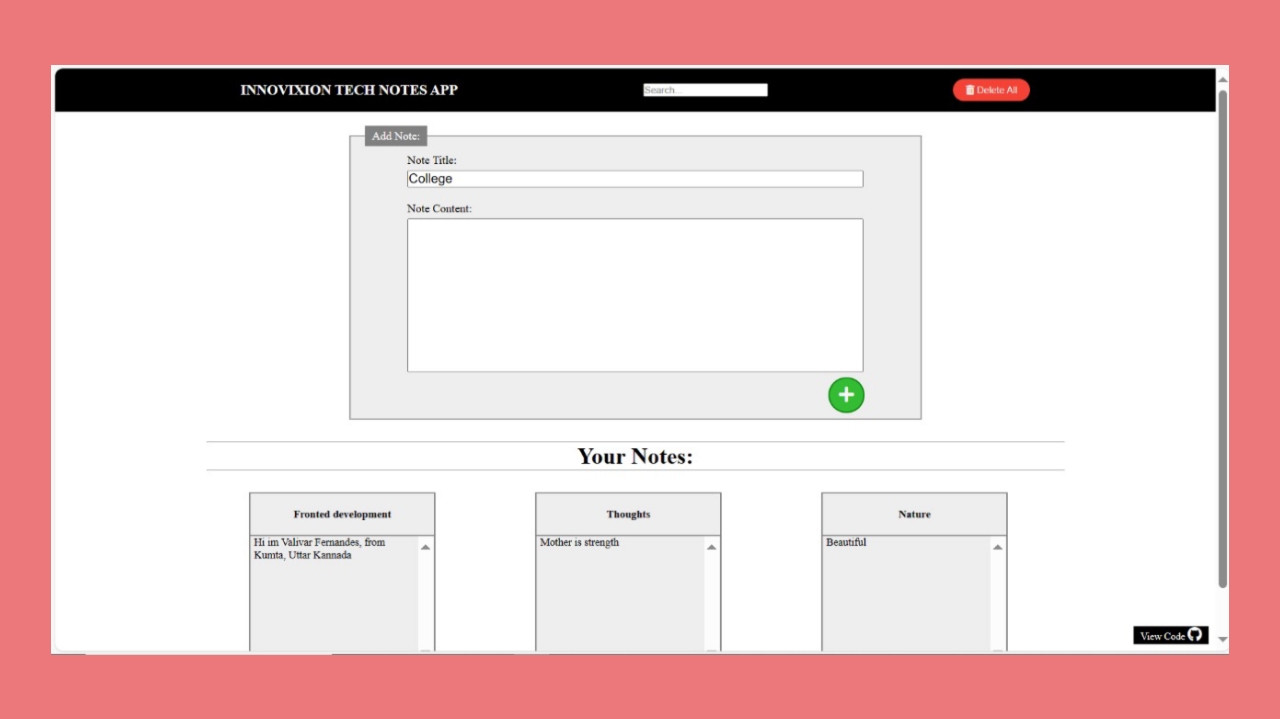 INNOVIXION TECH NOTES APP
Search...
Delete All
Add Note:
Note Title:
College
Note Content:
Your Notes:
Fronted development
Hi im Valivar Fernandes, from
Kumta, Uttar Kannada
Thoughts
Mother is strength
Nature
Beautiful
View Code